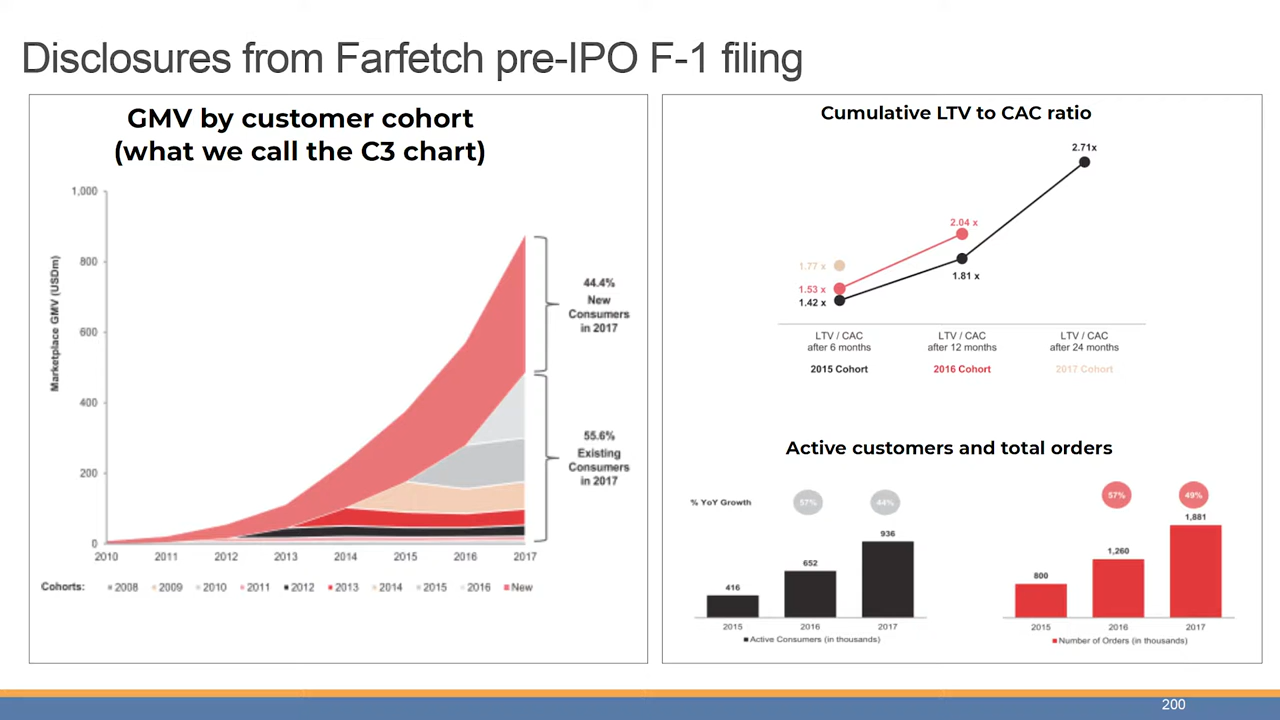 Disclosures from Farfetch pre-IPO F-1 filing
GMV by customer cohort
(what we call the C3 chart)
Marketplace GMV (USDm)
1,000
800
600
400
200
0
2010 2011 2012 2013 2014 2015 2016 2017
44.4%
New
Consumers
in 2017
55.6%
Existing
Consumers
in 2017
Cohorts: 2008 2009 2010 2011 2012 2013 2014 2015 2016 New
Cumulative LTV to CAC ratio
2.71x
2.04 x
1.77 x
1.81 x
1.53 x
1.42 x
LTV / CAC
after 6 months
LTV / CAC
after 12 months
LTV / CAC
after 24 months
2015 Cohort 2016 Cohort 2017 Cohort
Active customers and total orders
% YoY Growth 57% 44%
416 652 936
2015 2016 2017
Active Consumers (in thousands)
57% 49%
800 1,260 1,881
2015 2016 2017
Number of Orders (in thousands)
200